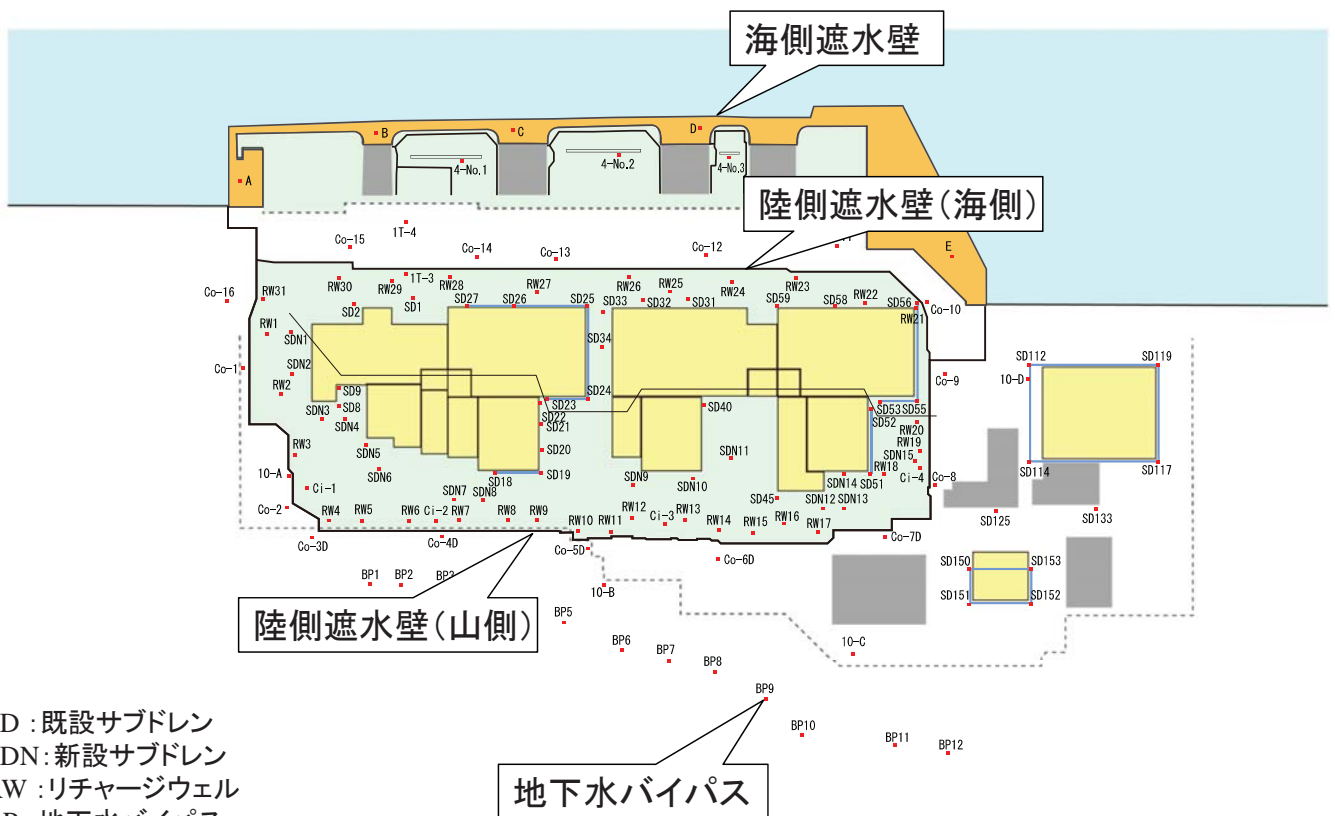 海側遮水壁
B
C
D
A
4-No.1
4-No.2
4-No.3
陸側遮水壁(海側)
1T-4
Co-15
Co-14
Co-13
Co-12
E
Co-16
RW31
RW30
RW29
1T-3
RW28
RW27
RW26
RW25
RW24
RW23
RW22
SD2
SD1
SD27
SD26
SD25
SD33
SD32
SD31
SD59
SD58
SD56
Co-10
RW21
RW1
SDN1
SD34
Co-1
SDN2
Co-9
SD112
SD119
10-D
RW2
SD9
SD8
SDN3
SDN4
SD24
SD23
SD22
SD21
SD40
SD53
SD55
SD52
RW20
RW19
SDN15
RW3
SDN5
SD20
SDN11
10-A
SDN6
SD18
SD19
SDN9
SDN10
SDN14
SD51
RW18
Ci-4
Co-8
SD114
SD117
Ci-1
SDN7
SDN8
SD45
SDN12
SDN13
Co-2
RW4
RW5
RW6
Ci-2
RW7
RW8
RW9
RW10
RW11
RW12
Ci-3
RW13
RW14
RW15
RW16
RW17
SD125
SD133
Co-3D
Co-4D
Co-5D
Co-6D
Co-7D
SD150
SD153
SD151
SD152
BP1
BP2
10-B
陸側遮水壁(山側)
BP5
BP6
BP7
BP8
10-C
BP9
BP10
BP11
BP12
D :既設サブドレン
DN:新設サブドレン
W :リチャージウェル
地下水バイパス